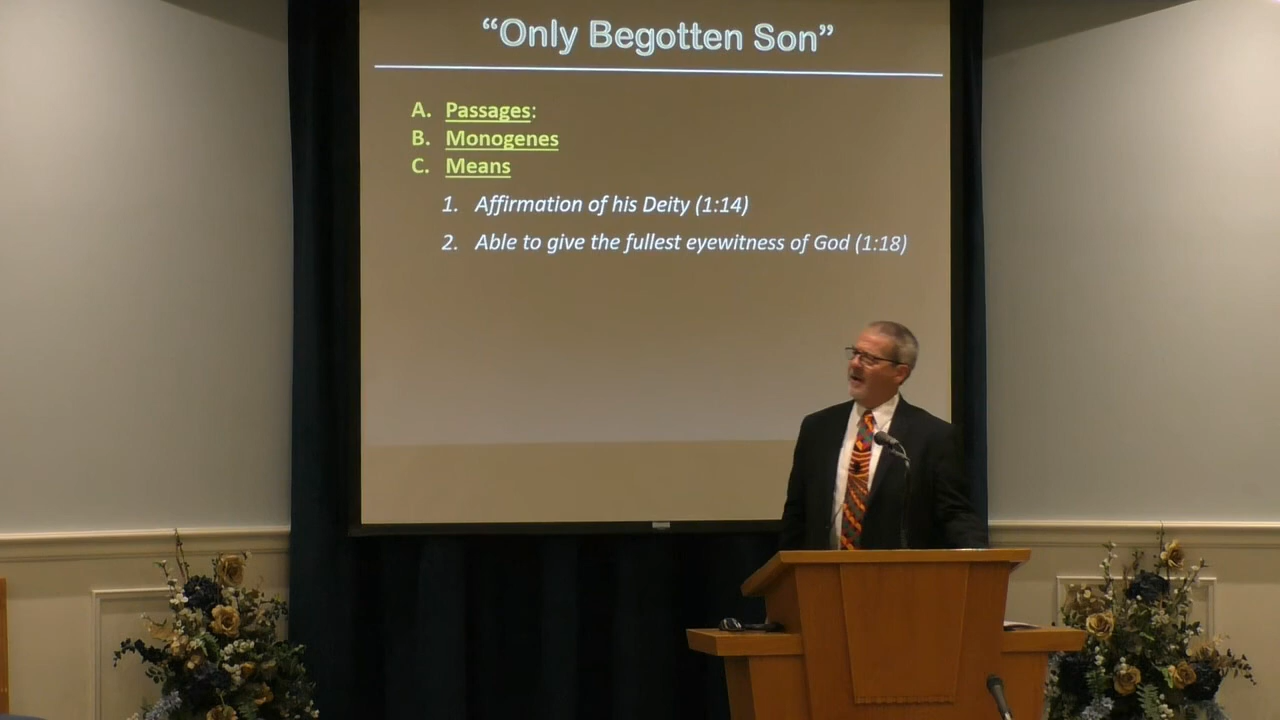 “Only Begotten Son”
A. Passages:
B. Monogenes
C. Means
1. Affirmation of his Deity (1:14)
2. Able to give the fullest eyewitness of God (1:18)